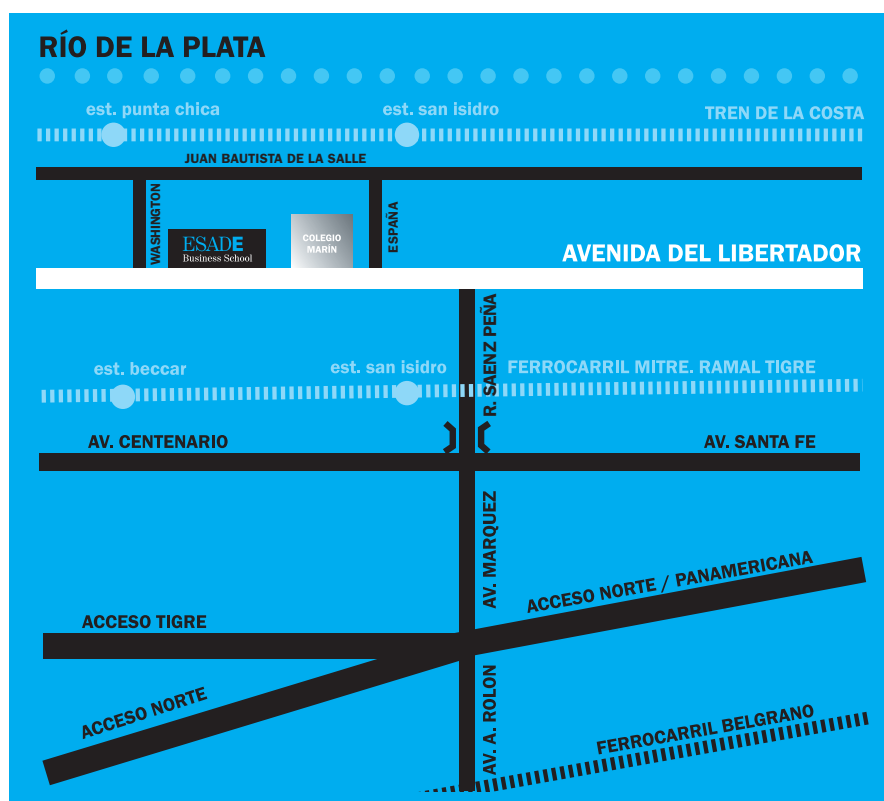 RÍO DE LA PLATA
est. punta chica
est. san isidro
TREN DE LA COSTA
JUAN BAUTISTA DE LA SALLE
WASHINGTON
ESADE
Business School
COLEGIO
MARÍN
ESPAÑA
AVENIDA DEL LIBERTADOR
R. SAENZ PEÑA
est. beccar
est. san isidro
FERROCARRIL MITRE. RAMAL TIGRE
AV. CENTENARIO
AV. SANTA FE
AV. MARQUEZ
ACCESO NORTE / PANAMERICANA
ACCESO TIGRE
ACCESO NORTE
AV. A. ROLON
FERROCARRIL BELGRANO